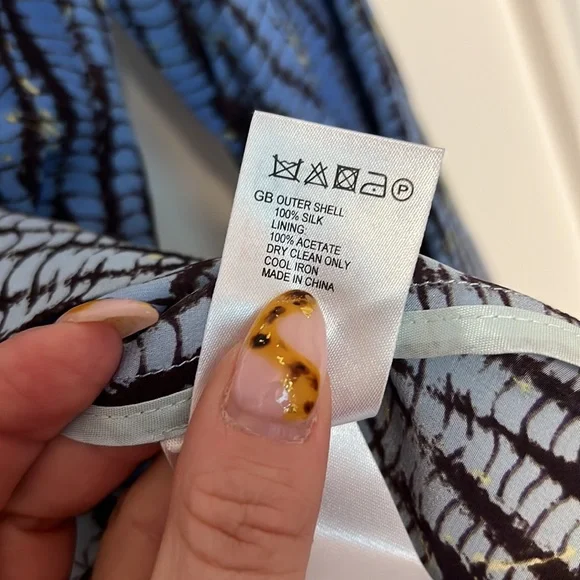 P
GB OUTER SHELL
100% SILK
LINING:
100% ACETATE
DRY CLEAN ONLY
COOL IRON
MADE IN CHINA